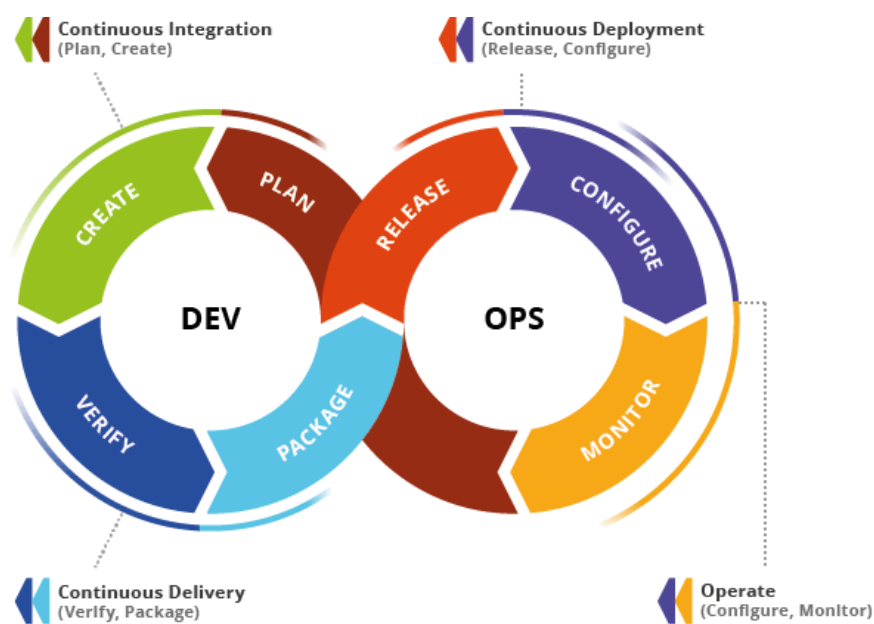 Continuous Integration
(Plan, Create)
Continuous Deployment
(Release, Configure)
CREATE
PLAN
RELEASE
CONFIGURE
DEV
OPS
VERIFY
PACKAGE
MONITOR
Continuous Delivery
(Verify, Package)
Operate
(Configure, Monitor)